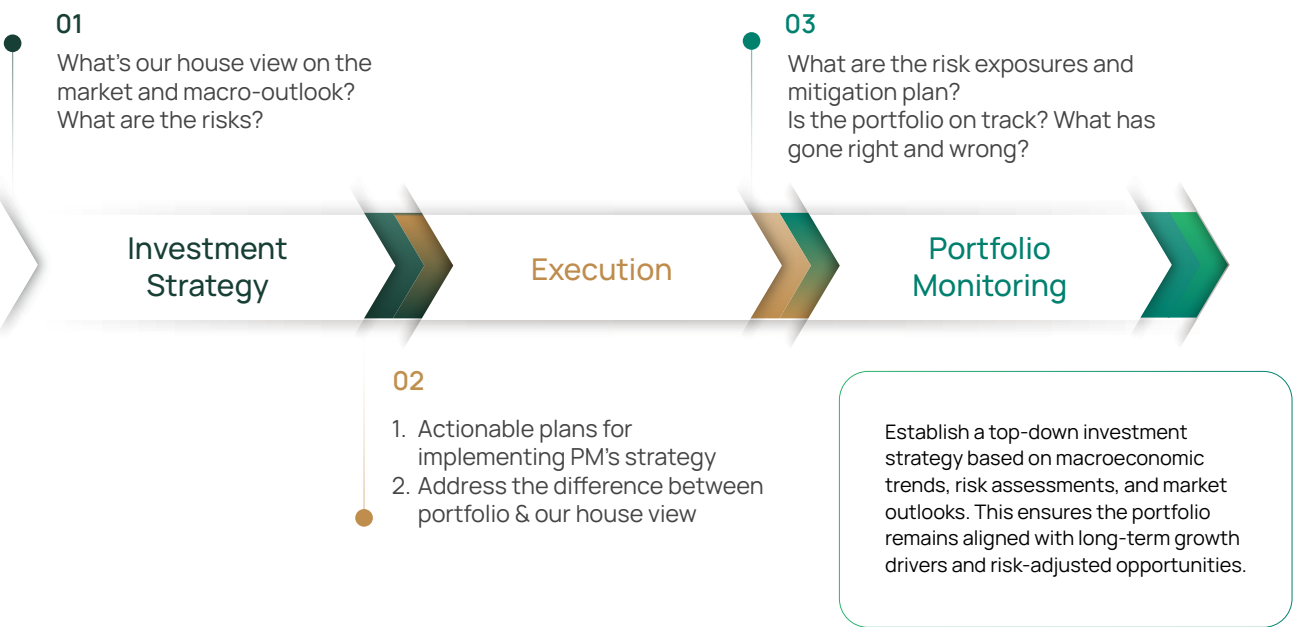 01
What's our house view on the
market and macro-outlook?
What are the risks?
03
What are the risk exposures and
mitigation plan?
Is the portfolio on track? What has
gone right and wrong?
Investment
Strategy
Execution
Portfolio
Monitoring
02
1. Actionable plans for
implementing PM's strategy
2. Address the difference between
portfolio & our house view
Establish a top-down investment
strategy based on macroeconomic
trends, risk assessments, and market
outlooks. This ensures the portfolio
remains aligned with long-term growth
drivers and risk-adjusted opportunities.